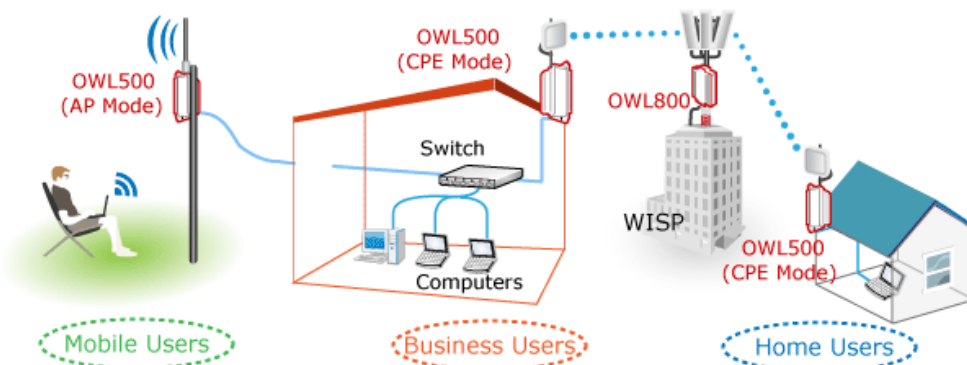 OWL500
(AP Mode)
OWL500
(CPE Mode)
OWL800
Switch
Computers
WISP
OWL500
(CPE Mode)
Mobile Users
Business Users
Home Users